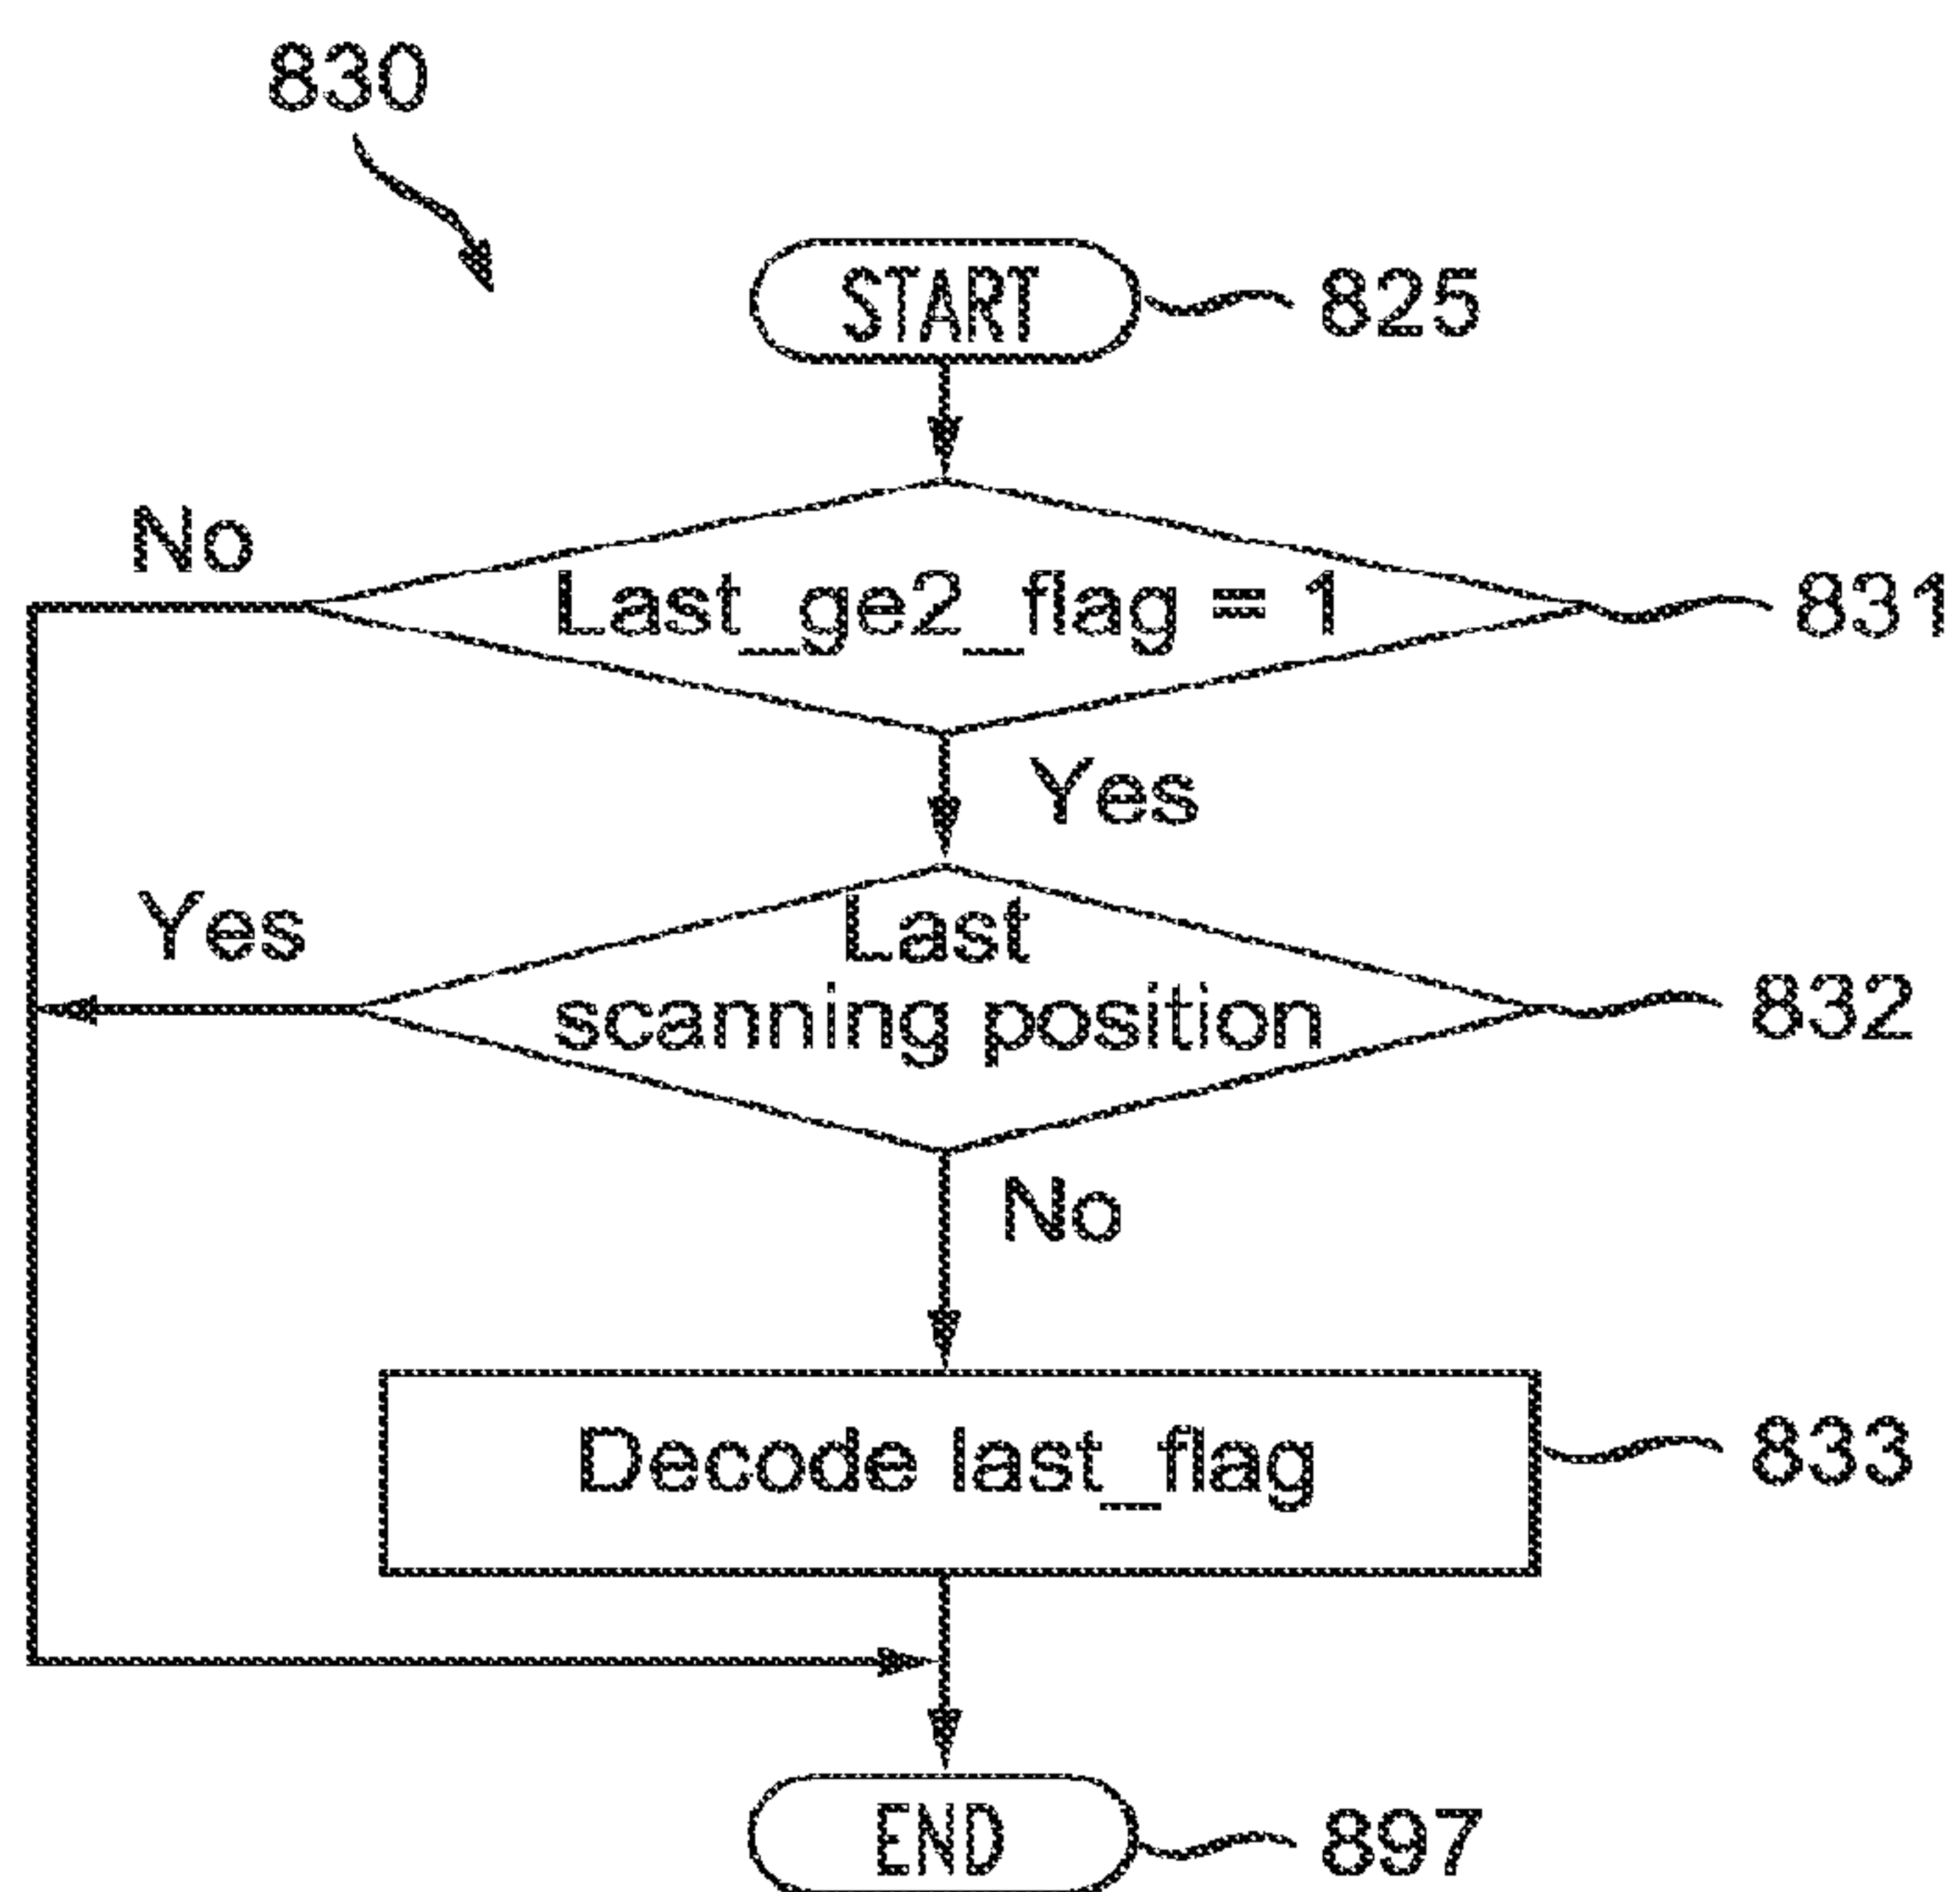 830
START
825
No
Last_ge2_flag = 1
831
Yes
Yes
Last
scanning position
832
No
Decode last_flag
833
END
897